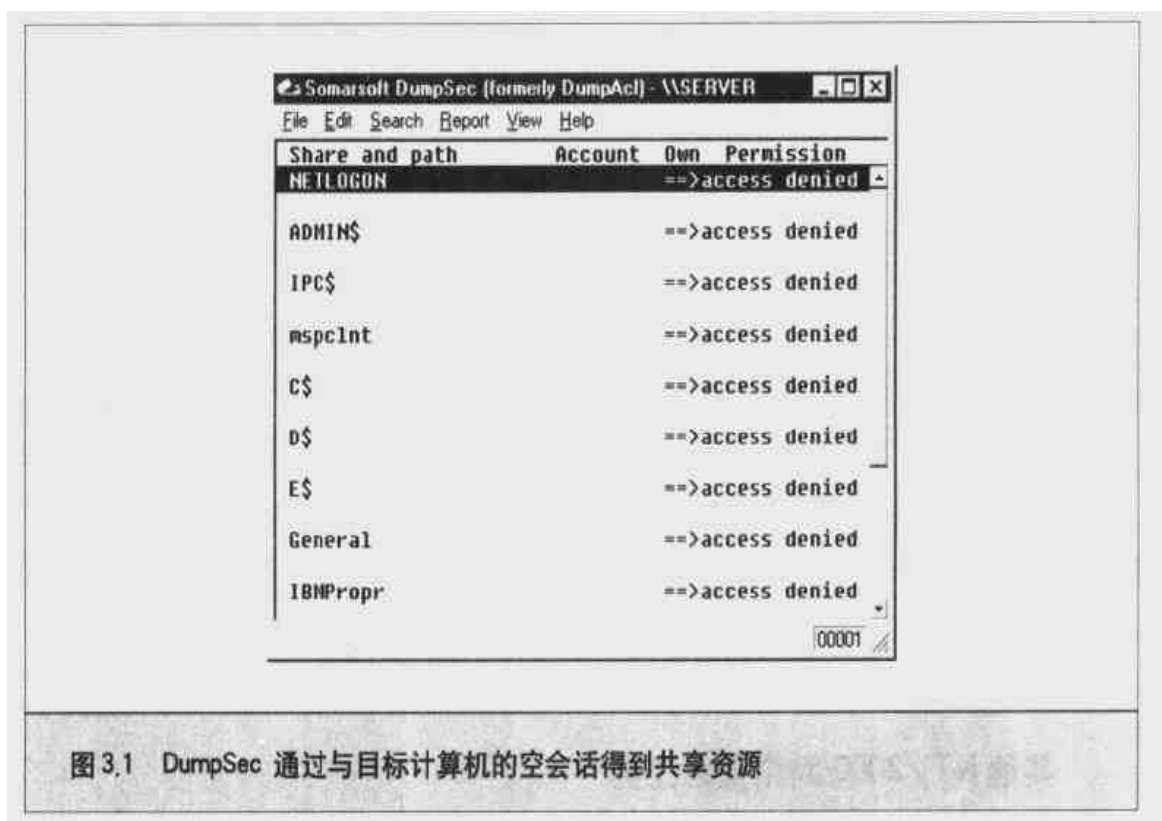 Somarsoft DumpSec (formerly DumpAcl) - \\SERVER
File Edit Search Report View Help
Share and path Account Own Permission
NETLOGON ==>access denied
ADMIN$ ==>access denied
IPC$ ==>access denied
mspclnt ==>access denied
C$ ==>access denied
D$ ==>access denied
E$ ==>access denied
General ==>access denied
IBMPropr ==>access denied
00001
图 3.1 DumpSec 通过与目标计算机的空会话得到共享资源